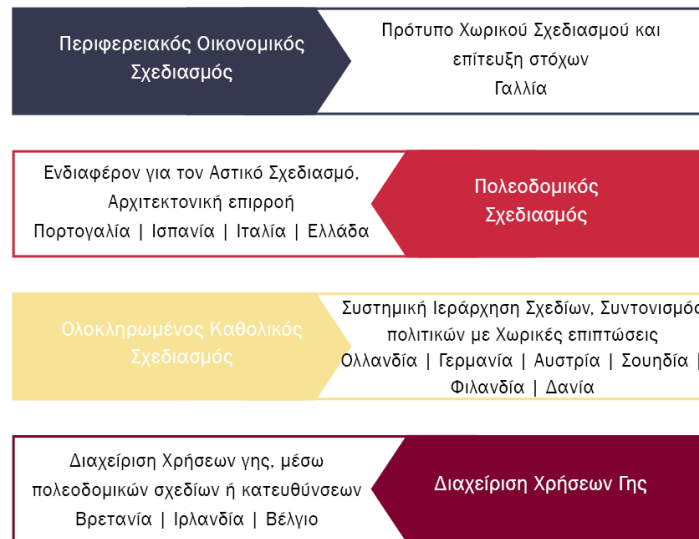 Περιφερειακός Οικονομικός
Σχεδιασμός
Πρότυπο Χωρικού Σχεδιασμού και
επίτευξη στόχων
Γαλλία
Ενδιαφέρον για τον Αστικό Σχεδιασμό,
Αρχιτεκτονική επιρροή
Πορτογαλία | Ισπανία | Ιταλία | Ελλάδα
Πολεοδομικός
Σχεδιασμός
Ολοκληρωμένος Καθολικός
Σχεδιασμός
Συστημική Ιεράρχηση Σχεδίων, Συντονισμός
πολιτικών με Χωρικές επιπτώσεις
Ολλανδία | Γερμανία | Αυστρία | Σουηδία |
Φιλανδία | Δανία
Διαχείριση Χρήσεων γης, μέσω
πολεοδομικών σχεδίων ή κατευθύνσεων
Βρετανία | Ιρλανδία | Βέλγιο
Διαχείριση Χρήσεων Γης